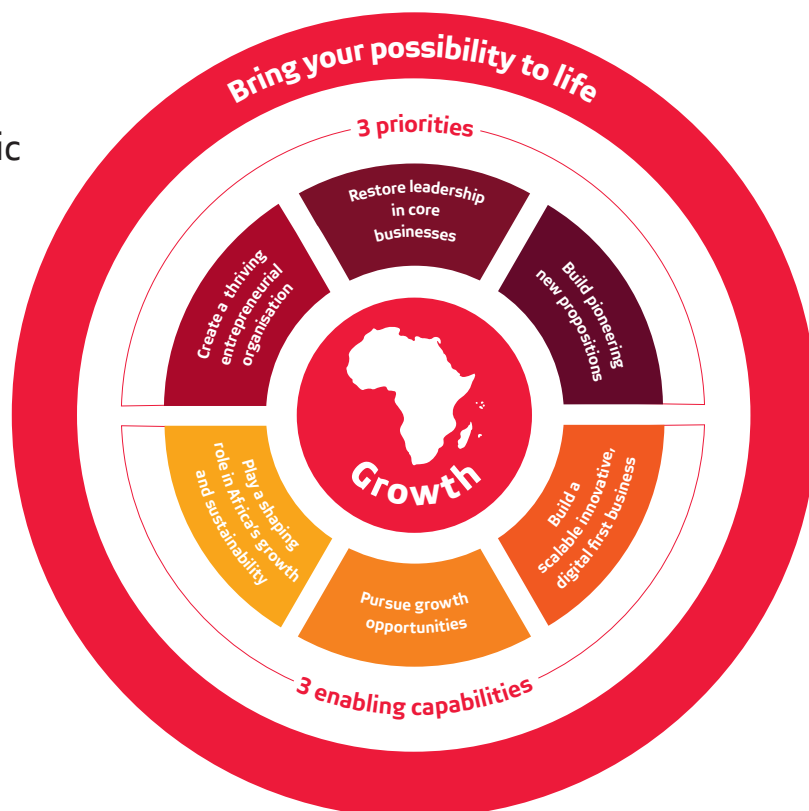 Bring your possibility to life
ic
3 priorities
Create a thriving
entrepreneurial
organisation
Restore leadership
in core
businesses
Build pioneering
new propositions
Growth
Play a shaping
role in Africa's growth
and sustainability
Pursue growth
opportunities
Build a
scalable innovative,
digital first business
3 enabling capabilities